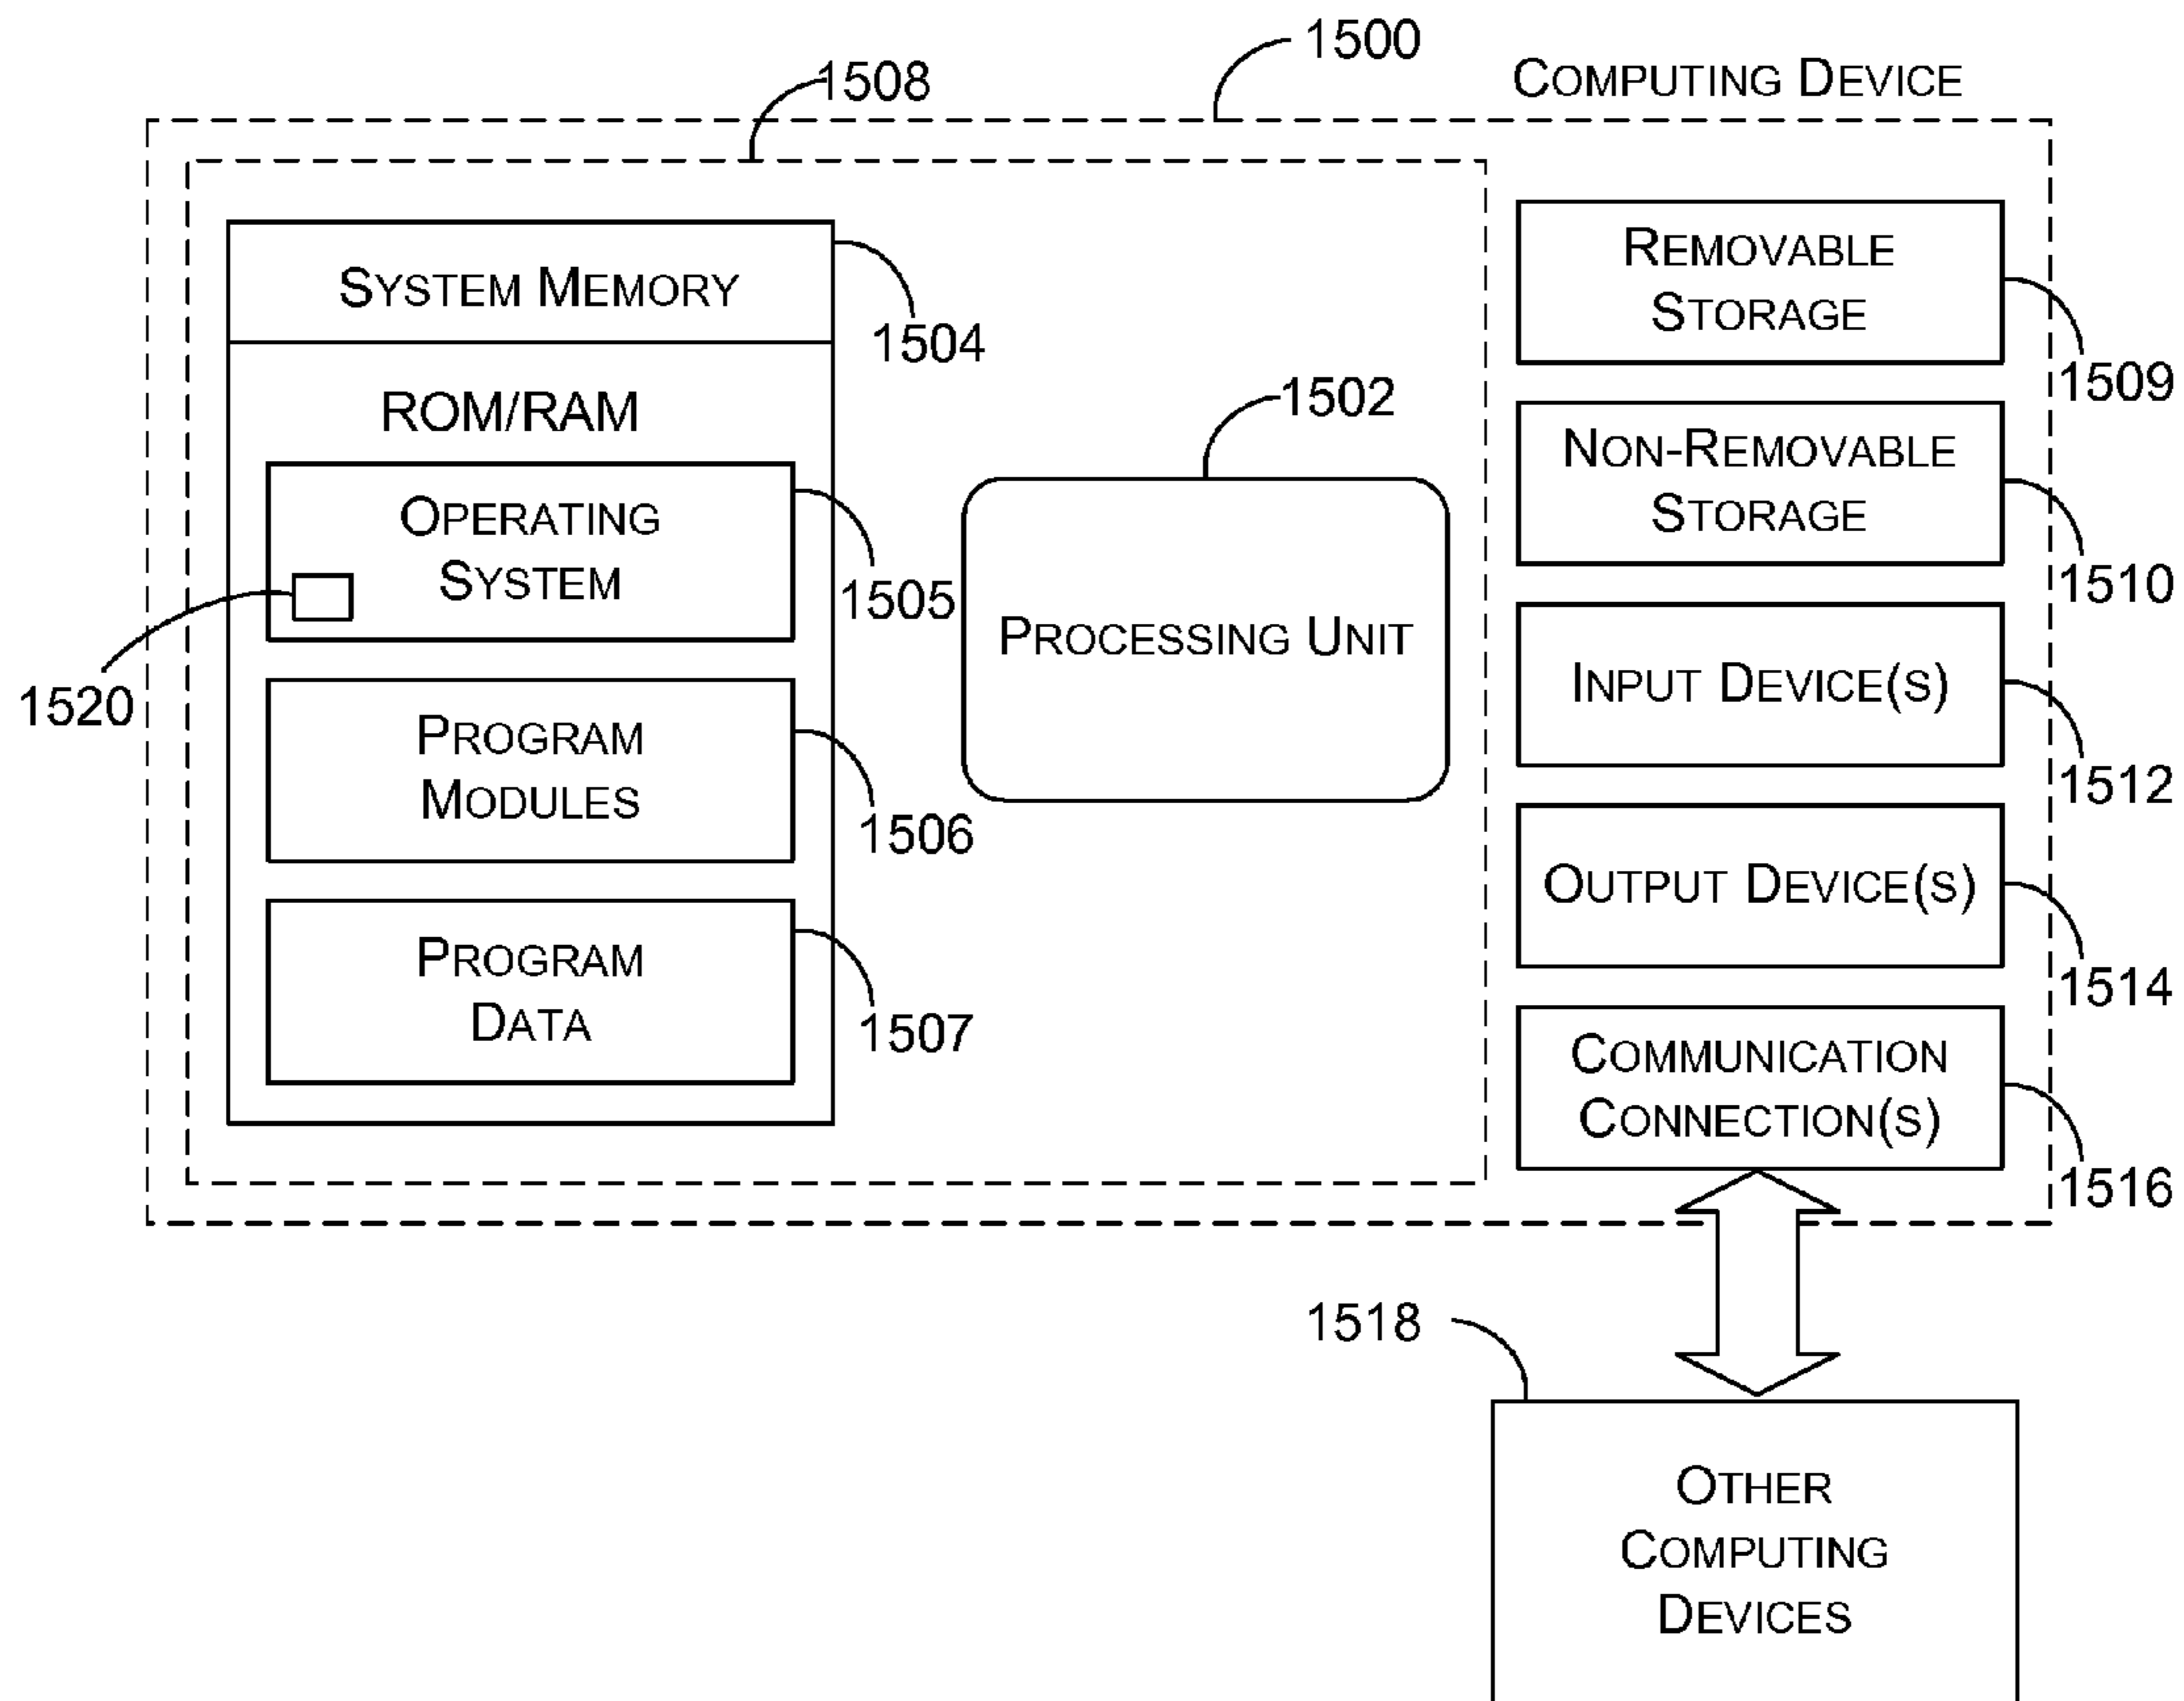 1500
COMPUTING DEVICE
1508
SYSTEM MEMORY
1504
ROM/RAM
OPERATING
SYSTEM
1505
1520
PROGRAM
MODULES
1506
PROGRAM
DATA
1507
1502
PROCESSING UNIT
REMOVABLE
STORAGE
1509
NON-REMOVABLE
STORAGE
1510
INPUT DEVICE(S)
1512
OUTPUT DEVICE(S)
1514
COMMUNICATION
CONNECTION(S)
1516
1518
OTHER
COMPUTING
DEVICES